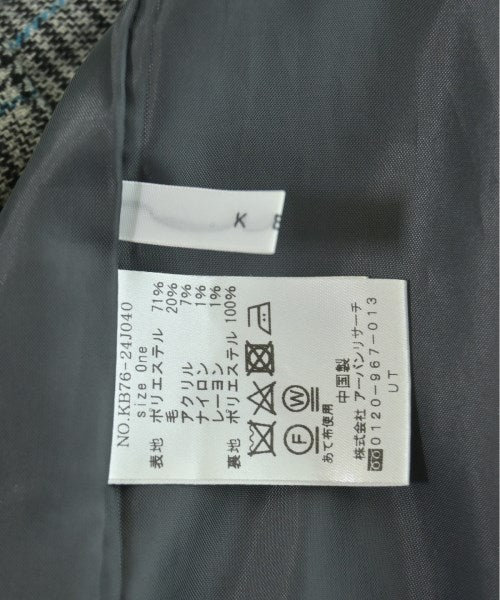 K
NO.KB76-24J040
size One
表地 ポリエステル 71%
毛 20%
アクリル 7%
ナイロン 1%
レーヨン 1%
裏地 ポリエステル 100%
F W
あて布使用
中国製
株式会社 アーバンリサーチ
0120-967-013
UT